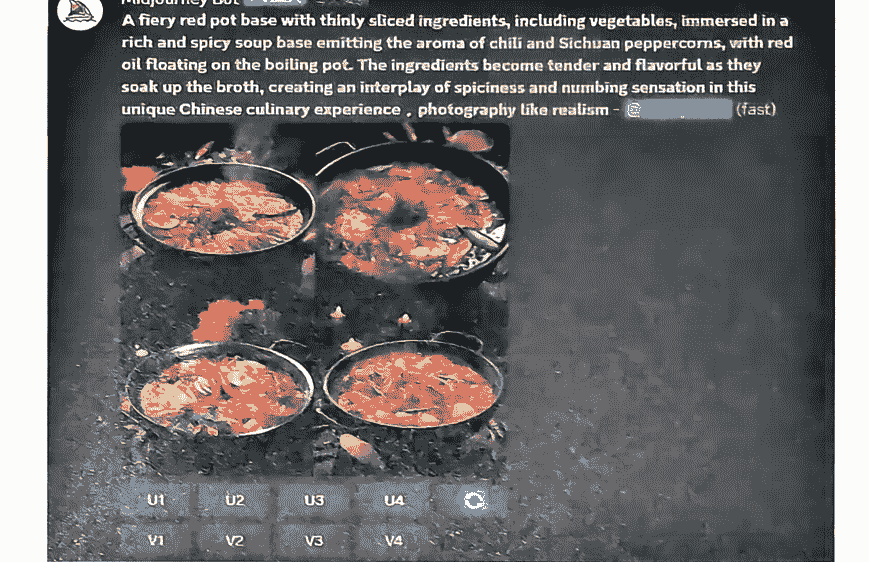 Midjourney Bot
A fiery red pot base with thinly sliced ingredients, including vegetables, immersed in a
rich and spicy soup base emitting the aroma of chili and Sichuan peppercorns, with red
oil floating on the boiling pot. The ingredients become tender and flavorful as they
soak up the broth, creating an interplay of spiciness and numbing sensation in this
unique Chinese culinary experience , photography like realism - @ (fast)
U1 U2 U3 U4
V1 V2 V3 V4